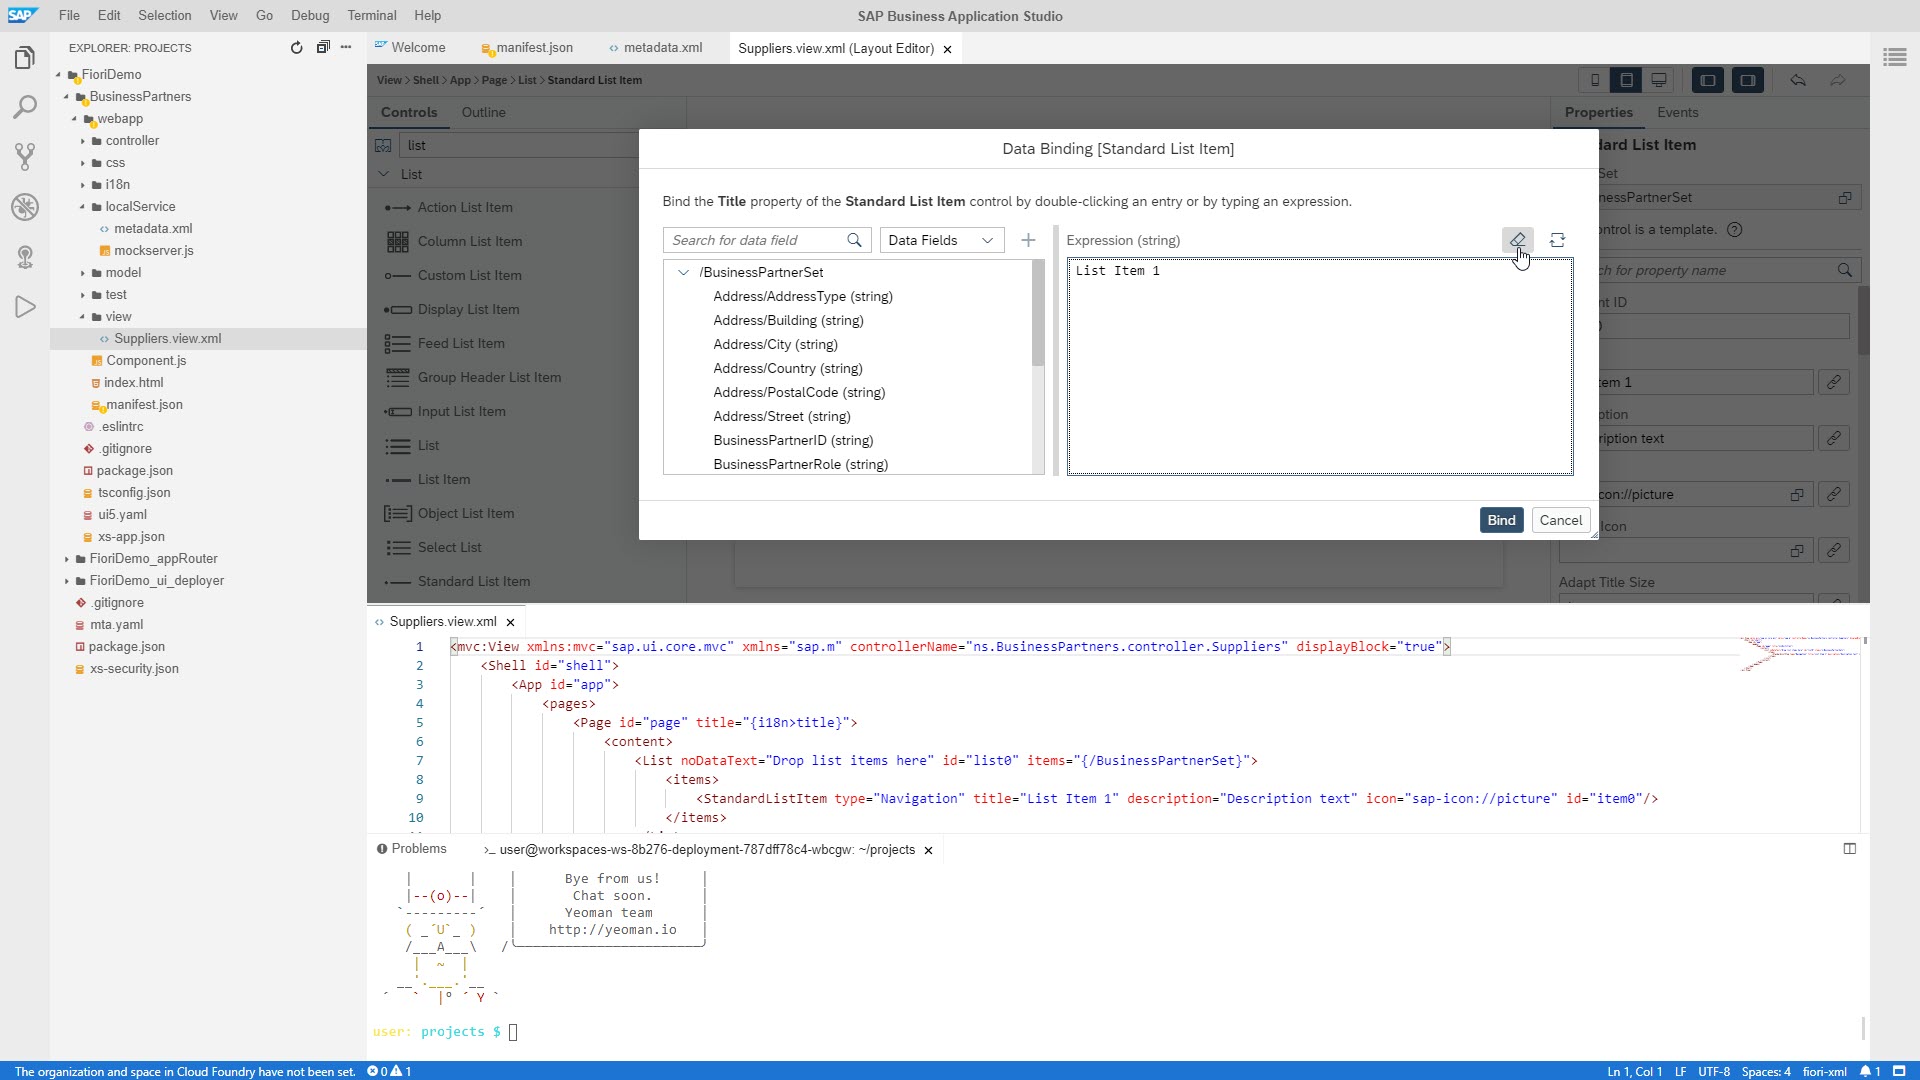 SAP File Edit Selection View Go Debug Terminal Help
SAP Business Application Studio
EXPLORER: PROJECTS
FioriDemo
BusinessPartners
webapp
controller
css
i18n
localService
metadata.xml
mockserver.js
model
test
view
Suppliers.view.xml
Component.js
index.html
manifest.json
.eslintrc
.gitignore
package.json
tsconfig.json
ui5.yaml
xs-app.json
FioriDemo_appRouter
FioriDemo_ui_deployer
.gitignore
mta.yaml
package.json
xs-security.json
Welcome manifest.json metadata.xml Suppliers.view.xml (Layout Editor)
View > Shell > App > Page > List > Standard List Item
Controls Outline
list
List
Action List Item
Column List Item
Custom List Item
Display List Item
Feed List Item
Group Header List Item
Input List Item
List
List Item
Object List Item
Select List
Standard List Item
Data Binding [Standard List Item]
Bind the Title property of the Standard List Item control by double-clicking an entry or by typing an expression.
Search for data field Data Fields
Expression (string)
/BusinessPartnerSet
Address/AddressType (string)
Address/Building (string)
Address/City (string)
Address/Country (string)
Address/PostalCode (string)
Address/Street (string)
BusinessPartnerID (string)
BusinessPartnerRole (string)
List Item 1
Bind Cancel
Properties Events
dard List Item
Set
nessPartnerSet
ontrol is a template.
ch for property name
nt ID
em 1
ption
ription text
con://picture
Icon
Adapt Title Size
Suppliers.view.xml
1 <mvc:View xmlns:mvc="sap.ui.core.mvc" xmlns="sap.m" controllerName="ns.BusinessPartners.controller.Suppliers" displayBlock="true">
2 <Shell id="shell">
3 <App id="app">
4 <pages>
5 <Page id="page" title="{i18n>title}">
6 <content>
7 <List noDataText="Drop list items here" id="list0" items="{/BusinessPartnerSet}">
8 <items>
9 <StandardListItem type="Navigation" title="List Item 1" description="Description text" icon="sap-icon://picture" id="item0"/>
10 </items>
Problems >_ user@workspaces-ws-8b276-deployment-787dff78c4-wbcgw: ~/projects
|       |    |      Bye from us!     |
|--(o)--|    |       Chat soon.      |
`---------´   |      Yeoman team      |
( _´U`_ )    |    http://yeoman.io   |
/___A___\   /
|  ~  |
__'.___.'__
´   `  |° ´ Y `
user: projects $
The organization and space in Cloud Foundry have not been set. 0 1
Ln 1, Col 1 LF UTF-8 Spaces: 4 fiori-xml 1